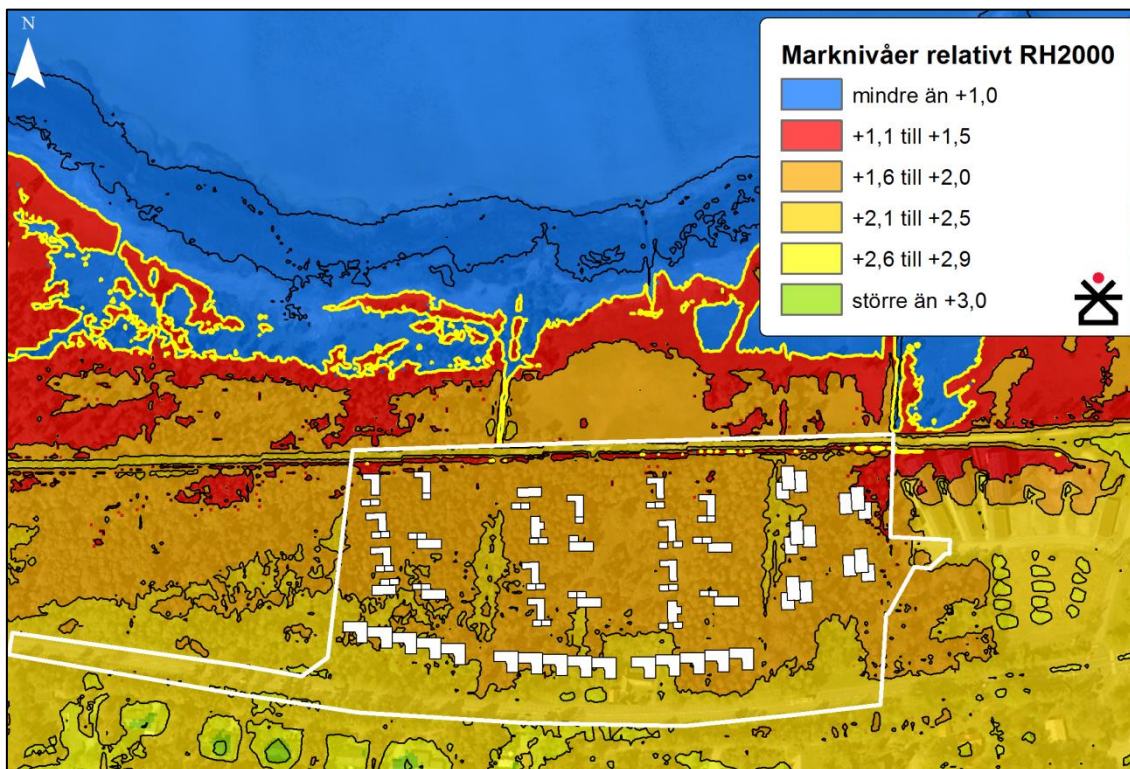 N
Marknivåer relativt RH2000
mindre än +1,0
+1,1 till +1,5
+1,6 till +2,0
+2,1 till +2,5
+2,6 till +2,9
större än +3,0